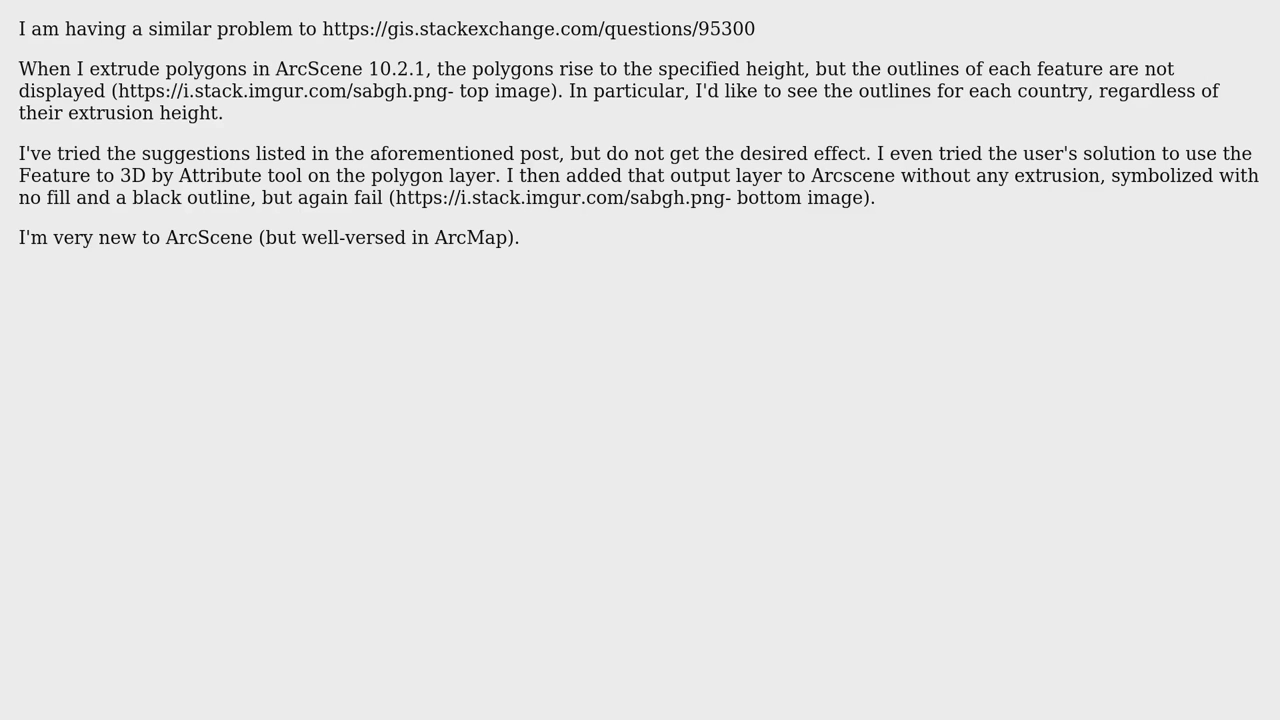 I am having a similar problem to https://gis.stackexchange.com/questions/95300
When I extrude polygons in ArcScene 10.2.1, the polygons rise to the specified height, but the outlines of each feature are not
displayed (https://i.stack.imgur.com/sabgh.png- top image). In particular, I'd like to see the outlines for each country, regardless of
their extrusion height.
I've tried the suggestions listed in the aforementioned post, but do not get the desired effect. I even tried the user's solution to use the
Feature to 3D by Attribute tool on the polygon layer. I then added that output layer to Arcscene without any extrusion, symbolized with
no fill and a black outline, but again fail (https://i.stack.imgur.com/sabgh.png- bottom image).
I'm very new to ArcScene (but well-versed in ArcMap).